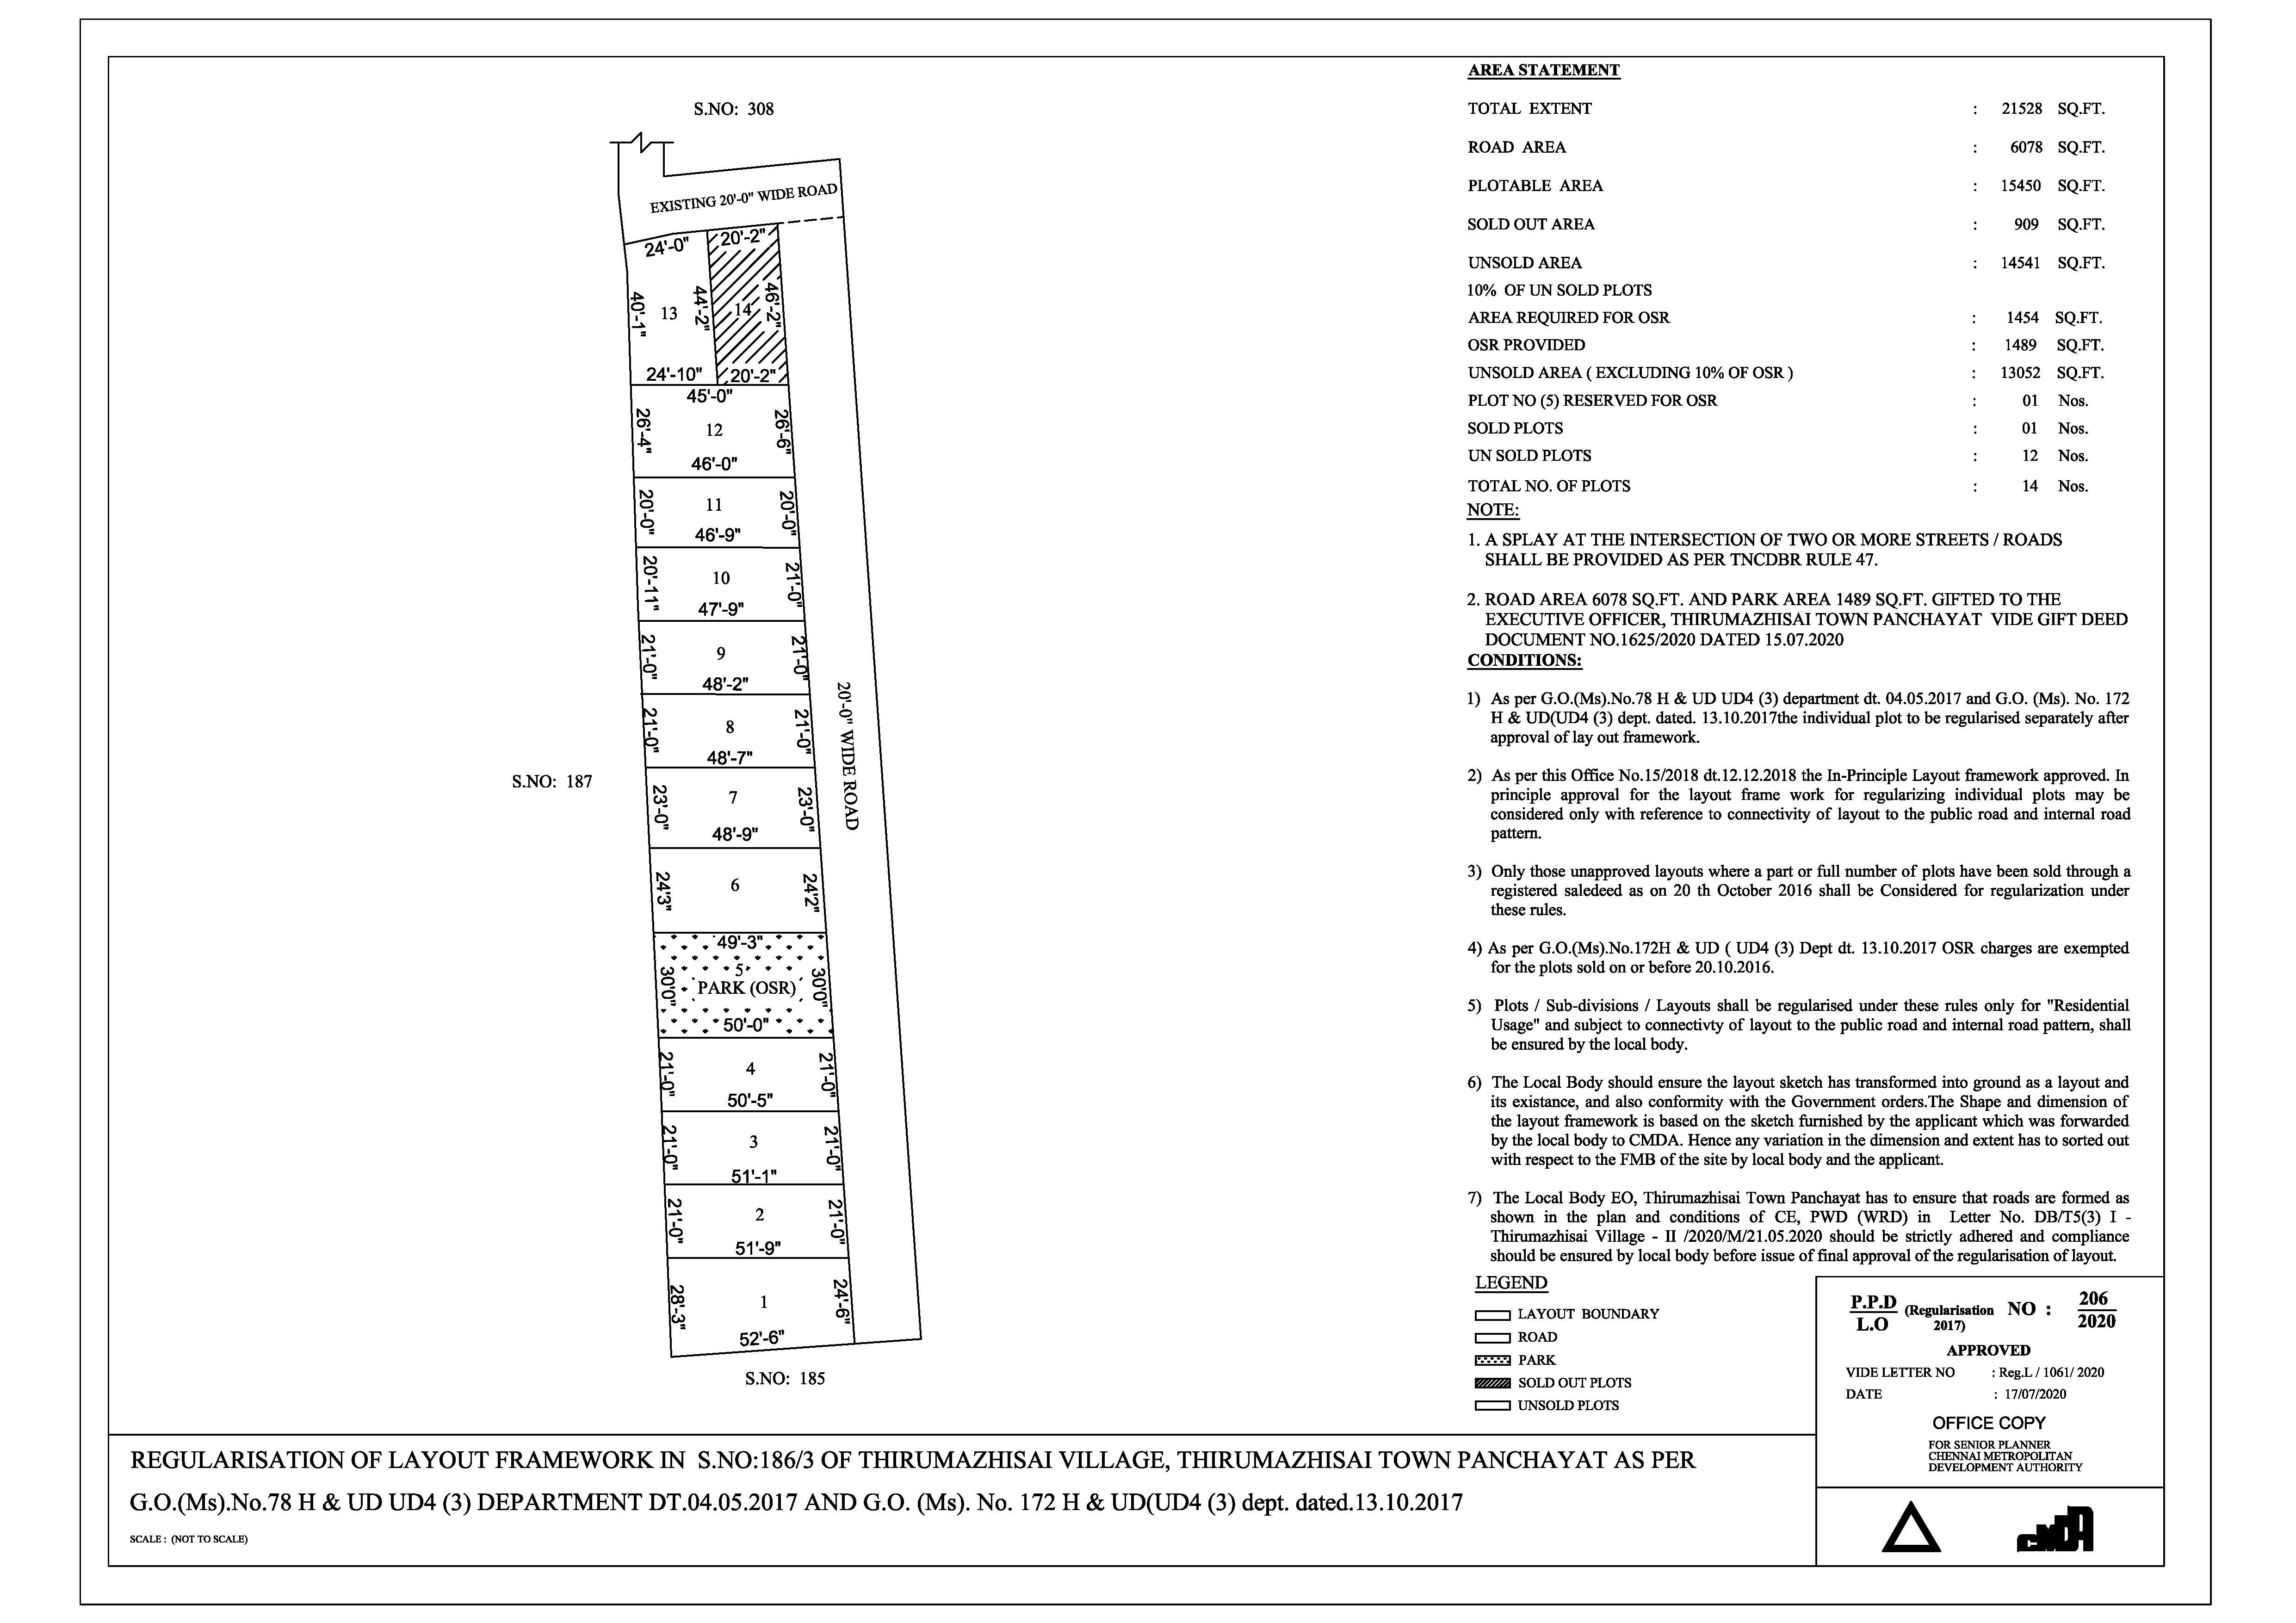 S.NO: 308
EXISTING 20'-0" WIDE ROAD
24'-0"
20'-2"
40'-1"
13
44'-2"
14
46'-2"
24'-10"
20'-2"
45'-0"
26'-4"
12
26'-6"
46'-0"
20'-0"
11
20'-0"
46'-9"
20'-11"
10
21'-0"
47'-9"
21'-0"
9
21'-0"
48'-2"
21'-0"
8
21'-0"
48'-7"
20'-0" WIDE ROAD
S.NO: 187
23'-0"
7
23'-0"
48'-9"
24'3"
6
24'2"
49'-3"
30'0"
5
PARK (OSR)
30'0"
50'-0"
21'-0"
4
21'-0"
50'-5"
21'-0"
3
21'-0"
51'-1"
21'-0"
2
21'-0"
51'-9"
28'-3"
1
24'-6"
52'-6"
S.NO: 185
AREA STATEMENT
TOTAL EXTENT : 21528 SQ.FT.
ROAD AREA : 6078 SQ.FT.
PLOTABLE AREA : 15450 SQ.FT.
SOLD OUT AREA : 909 SQ.FT.
UNSOLD AREA : 14541 SQ.FT.
10% OF UN SOLD PLOTS
AREA REQUIRED FOR OSR : 1454 SQ.FT.
OSR PROVIDED : 1489 SQ.FT.
UNSOLD AREA ( EXCLUDING 10% OF OSR ) : 13052 SQ.FT.
PLOT NO (5) RESERVED FOR OSR : 01 Nos.
SOLD PLOTS : 01 Nos.
UN SOLD PLOTS : 12 Nos.
TOTAL NO. OF PLOTS : 14 Nos.
NOTE:
1. A SPLAY AT THE INTERSECTION OF TWO OR MORE STREETS / ROADS
SHALL BE PROVIDED AS PER TNCDBR RULE 47.
2. ROAD AREA 6078 SQ.FT. AND PARK AREA 1489 SQ.FT. GIFTED TO THE
EXECUTIVE OFFICER, THIRUMAZHISAI TOWN PANCHAYAT VIDE GIFT DEED
DOCUMENT NO.1625/2020 DATED 15.07.2020
CONDITIONS:
1) As per G.O.(Ms).No.78 H & UD UD4 (3) department dt. 04.05.2017 and G.O. (Ms). No. 172
H & UD(UD4 (3) dept. dated. 13.10.2017the individual plot to be regularised separately after
approval of lay out framework.
2) As per this Office No.15/2018 dt.12.12.2018 the In-Principle Layout framework approved. In
principle approval for the layout frame work for regularizing individual plots may be
considered only with reference to connectivity of layout to the public road and internal road
pattern.
3) Only those unapproved layouts where a part or full number of plots have been sold through a
registered saledeed as on 20 th October 2016 shall be Considered for regularization under
these rules.
4) As per G.O.(Ms).No.172H & UD ( UD4 (3) Dept dt. 13.10.2017 OSR charges are exempted
for the plots sold on or before 20.10.2016.
5) Plots / Sub-divisions / Layouts shall be regularised under these rules only for "Residential
Usage" and subject to connectivty of layout to the public road and internal road pattern, shall
be ensured by the local body.
6) The Local Body should ensure the layout sketch has transformed into ground as a layout and
its existance, and also conformity with the Government orders.The Shape and dimension of
the layout framework is based on the sketch furnished by the applicant which was forwarded
by the local body to CMDA. Hence any variation in the dimension and extent has to sorted out
with respect to the FMB of the site by local body and the applicant.
7) The Local Body EO, Thirumazhisai Town Panchayat has to ensure that roads are formed as
shown in the plan and conditions of CE, PWD (WRD) in Letter No. DB/T5(3) I -
Thirumazhisai Village - II /2020/M/21.05.2020 should be strictly adhered and compliance
should be ensured by local body before issue of final approval of the regularisation of layout.
LEGEND
LAYOUT BOUNDARY
ROAD
PARK
SOLD OUT PLOTS
UNSOLD PLOTS
P.P.D (Regularisation NO : 206
L.O 2017) 2020
APPROVED
VIDE LETTER NO : Reg.L / 1061/ 2020
DATE : 17/07/2020
OFFICE COPY
FOR SENIOR PLANNER
CHENNAI METROPOLITAN
DEVELOPMENT AUTHORITY
CMDA
REGULARISATION OF LAYOUT FRAMEWORK IN S.NO:186/3 OF THIRUMAZHISAI VILLAGE, THIRUMAZHISAI TOWN PANCHAYAT AS PER
G.O.(Ms).No.78 H & UD UD4 (3) DEPARTMENT DT.04.05.2017 AND G.O. (Ms). No. 172 H & UD(UD4 (3) dept. dated.13.10.2017
SCALE : (NOT TO SCALE)